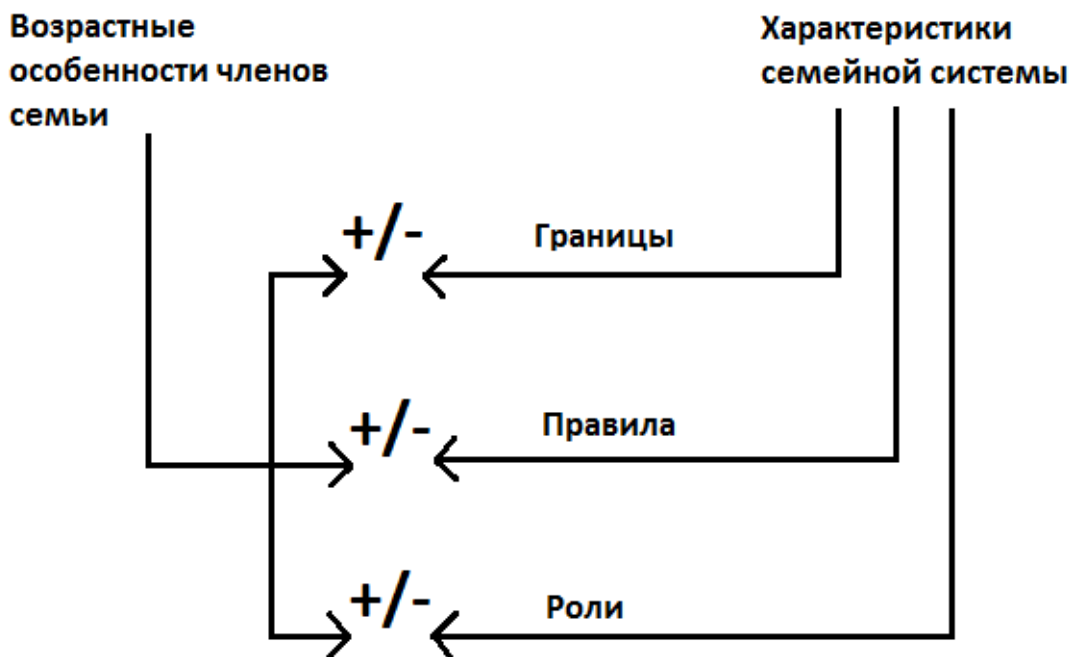 Возрастные
особенности членов
семьи
Характеристики
семейной системы
+/-
Границы
+/-
Правила
+/-
Роли